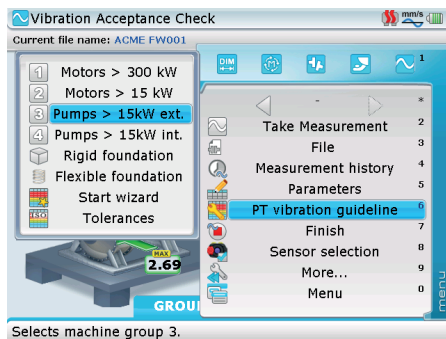 Vibration Acceptance Check
mm/s
Current file name: ACME FW001
1 Motors > 300 kW
2 Motors > 15 kW
3 Pumps > 15kW ext.
4 Pumps > 15kW int.
Rigid foundation
Flexible foundation
Start wizard
ISO Tolerances
MAX
2.69
GROU
DIM
1
- *
Take Measurement 2
File 3
Measurement history 4
Parameters 5
PT vibration guideline 6
Finish 7
Sensor selection 8
More... 9
Menu 0
menu
Selects machine group 3.